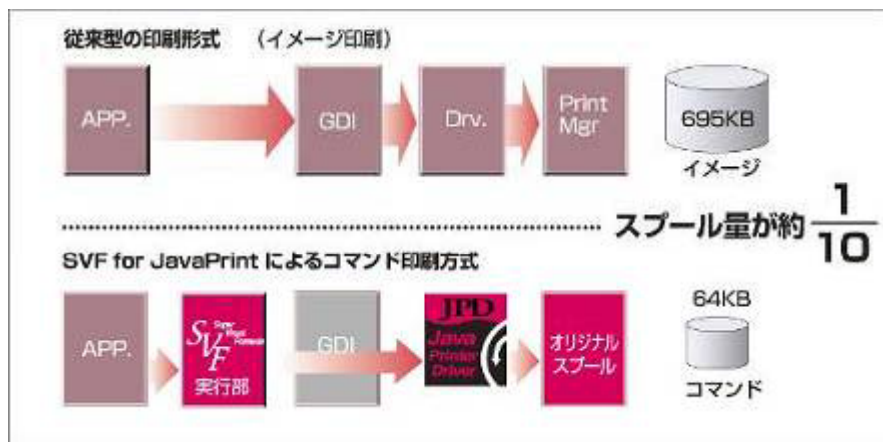 従来型の印刷形式 （イメージ印刷）
APP.
GDI
Drv.
Print
Mgr
695KB
イメージ
スプール量が約 1/10
SVF for JavaPrint によるコマンド印刷方式
APP.
SVF
実行部
GDI
JPD
Java
Printer
Driver
オリジナル
スプール
64KB
コマンド